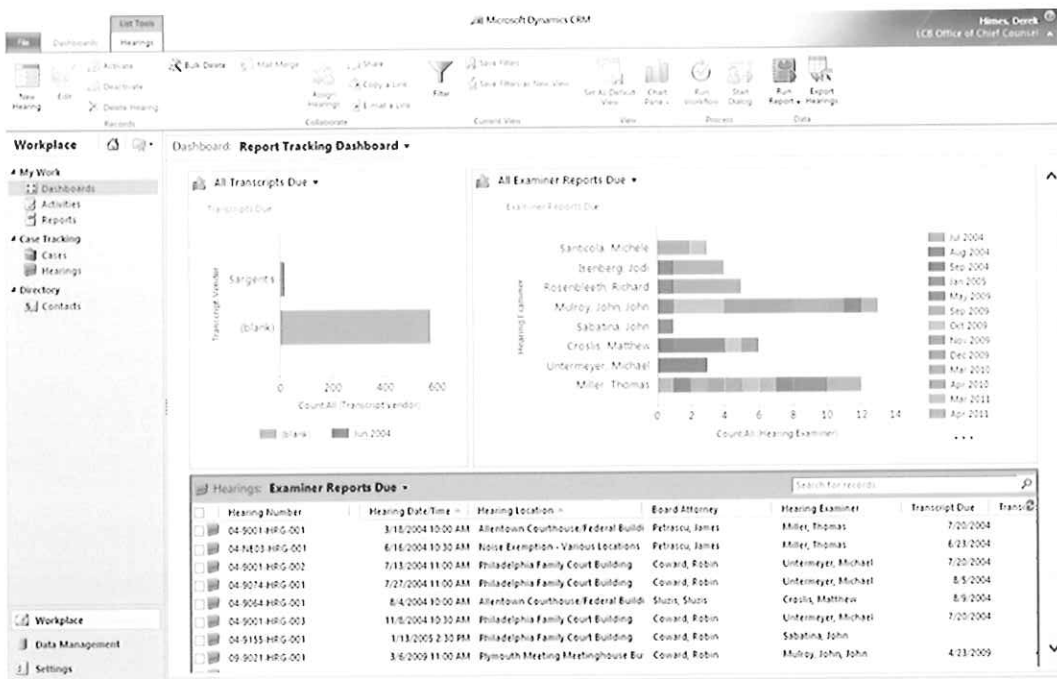 List Tools
Microsoft Dynamics CRM
Himes, Derek
LCB Office of Chief Counsel
File
Dashboards
Hearings
New Hearing
Edit
Activate
Deactivate
Delete Hearing
Records
Bulk Delete
Mail Merge
Assign Hearings
Share
Copy a Link
E-mail a Link
Collaborate
Filter
Save Filters
Save Filters as New View
Current View
Set As Default View
Chart Pane
View
Run Workflow
Start Dialog
Process
Run Report
Export Hearings
Data
Workplace
My Work
Dashboards
Activities
Reports
Case Tracking
Cases
Hearings
Directory
Contacts
Workplace
Data Management
Settings
Dashboard: Report Tracking Dashboard
All Transcripts Due
Transcripts Due
Transcript Vendor
Sargents
(blank)
0 200 400 600
Count:All (Transcript Vendor)
(blank) Jun 2004
All Examiner Reports Due
Examiner Reports Due
Hearing Examiner
Santicola, Michele
Isenberg, Jodi
Rosenbleeth, Richard
Mulroy, John, John
Sabatina, John
Croslis, Matthew
Untermeyer, Michael
Miller, Thomas
0 2 4 6 8 10 12 14
Count:All (Hearing Examiner)
Jul 2004
Aug 2004
Sep 2004
Jan 2005
May 2009
Sep 2009
Oct 2009
Nov 2009
Dec 2009
Mar 2010
Apr 2010
Mar 2011
Apr 2011
...
Hearings: Examiner Reports Due
Search for records
Hearing Number Hearing Date/Time Hearing Location Board Attorney Hearing Examiner Transcript Due Transc
04-9001-HRG-001 3/18/2004 10:00 AM Allentown Courthouse/Federal Buildi Petrascu, James Miller, Thomas 7/20/2004
04-NE03-HRG-001 6/16/2004 10:30 AM Noise Exemption - Various Locations Petrascu, James Miller, Thomas 6/23/2004
04-9001-HRG-002 7/13/2004 11:00 AM Philadelphia Family Court Building Coward, Robin Untermeyer, Michael 7/20/2004
04-9074-HRG-001 7/27/2004 11:00 AM Philadelphia Family Court Building Coward, Robin Untermeyer, Michael 8/5/2004
04-9064-HRG-001 8/4/2004 10:00 AM Allentown Courthouse/Federal Buildi Sluzis, Sluzis Croslis, Matthew 8/9/2004
04-9001-HRG-003 11/8/2004 10:30 AM Philadelphia Family Court Building Coward, Robin Untermeyer, Michael 7/20/2004
04-9155-HRG-001 1/13/2005 2:30 PM Philadelphia Family Court Building Coward, Robin Sabatina, John
09-9021-HRG-001 3/6/2009 11:00 AM Plymouth Meeting Meetinghouse Bu Coward, Robin Mulroy, John, John 4/23/2009